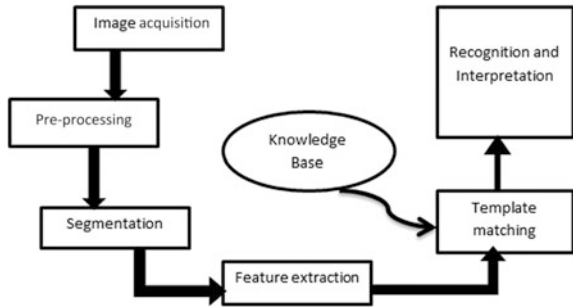 Image acquisition
Pre-processing
Segmentation
Feature extraction
Knowledge
Base
Template
matching
Recognition and
Interpretation